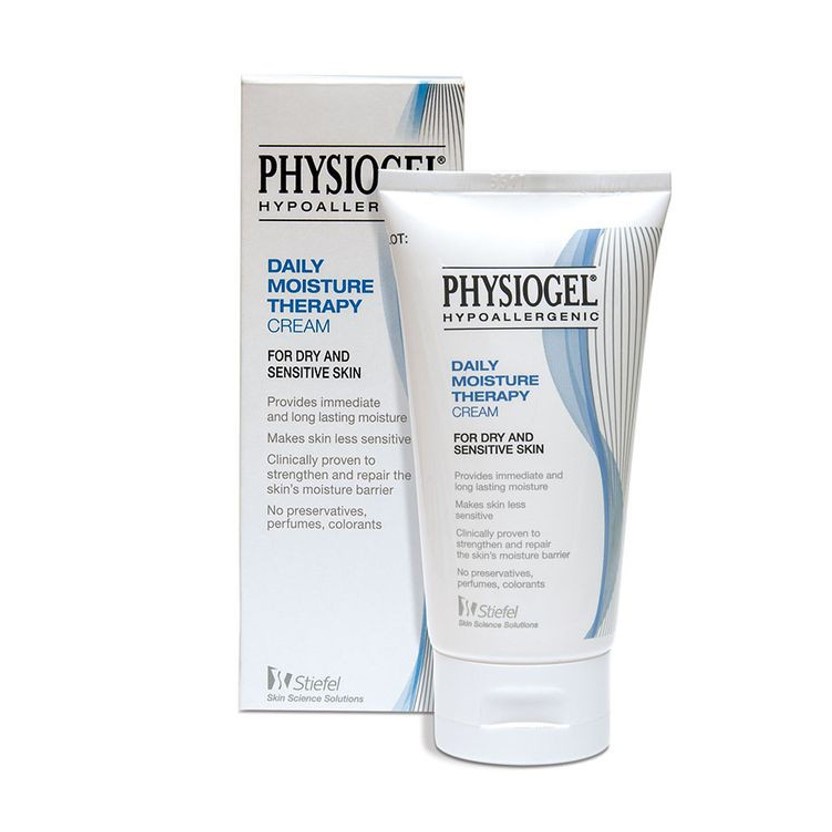 PHYSIOGEL®
HYPOALLER
LOT:
DAILY
MOISTURE
THERAPY
CREAM
FOR DRY AND
SENSITIVE SKIN
Provides immediate
and long lasting moisture
Makes skin less sensitive
Clinically proven to
strengthen and repair the
skin's moisture barrier
No preservatives,
perfumes, colorants
Stiefel
Skin Science Solutions
PHYSIOGEL®
HYPOALLERGENIC
DAILY
MOISTURE
THERAPY
CREAM
FOR DRY AND
SENSITIVE SKIN
Provides immediate and
long lasting moisture
Makes skin less
sensitive
Clinically proven to
strengthen and repair
the skin's moisture barrier
No preservatives,
perfumes, colorants
Stiefel
Skin Science Solutions